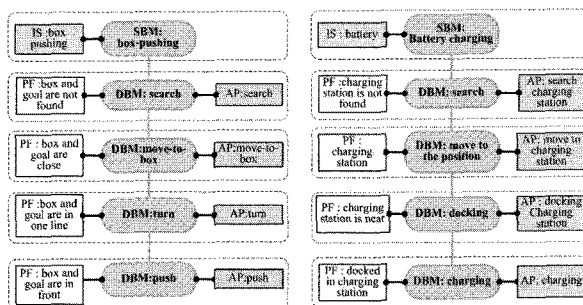 IS :box
pushing
SBM:
box-pushing
PF :box and
goal are not
found
DBM: search
AP:search
PF : box and
goal are
close
DBM:move-to-
box
AP:move-to-
box
PF : box and
goal are in
one line
DBM:turn
AP:turn
PF : box and
goal are in
front
DBM:push
AP:push
IS : battery
SBM:
Battery charging
PF :charging
station is not
found
DBM: search
AP: search
charging
station
PF :
charging
station
DBM: move to
the position
AP : move to
charging
station
PF : charging
station is near
DBM: docking
AP : docking
Charging
station
PF : docked
in charging
station
DBM: charging
AP: charging